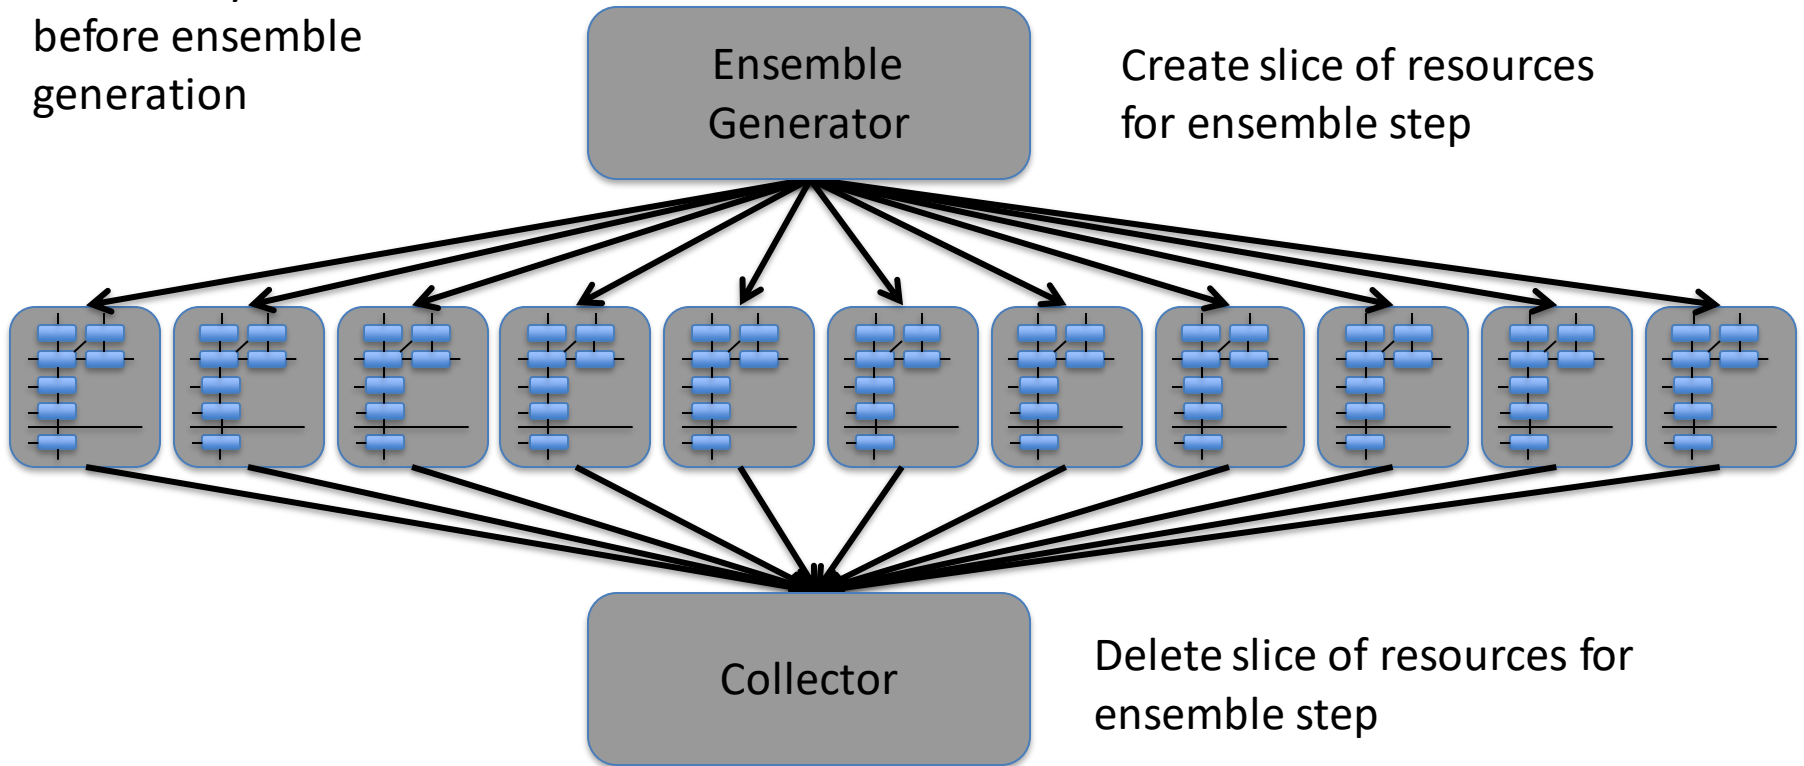 before ensemble
generation
Ensemble
Generator
Create slice of resources
for ensemble step
Collector
Delete slice of resources for
ensemble step